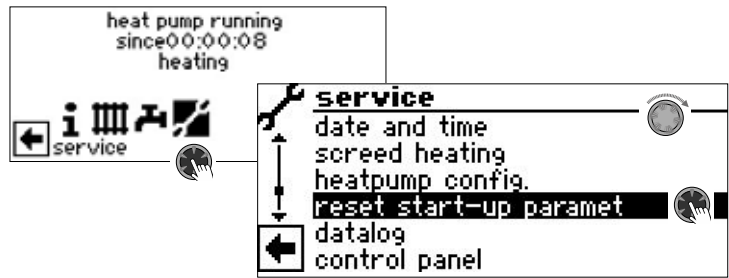 heat pump running
since00:00:08
heating
service
service
date and time
screed heating
heatpump config.
reset start-up paramet
datalog
control panel